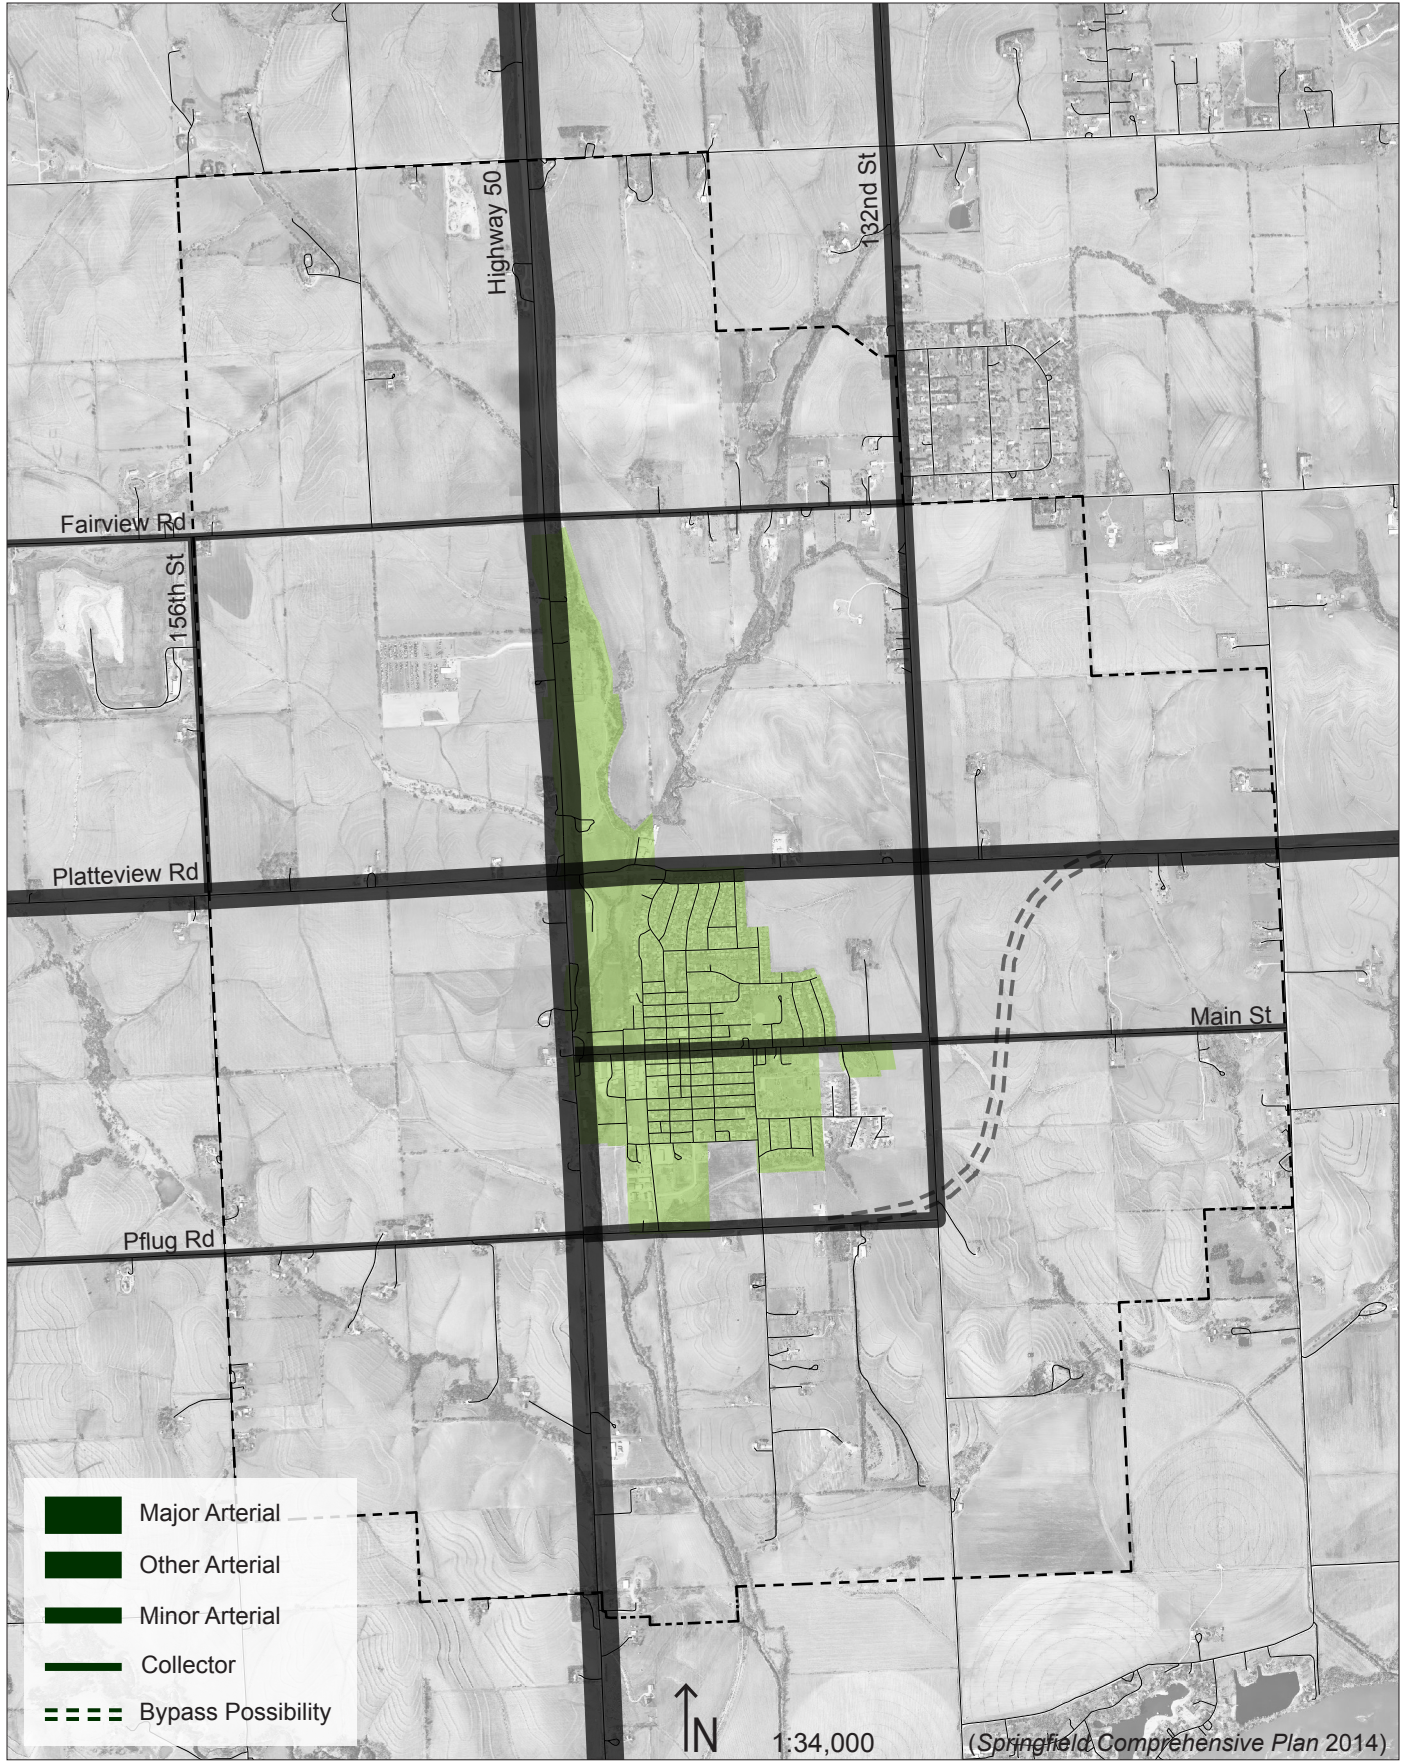 Highway 50
132nd St
Fairview Rd
156th St
Platteview Rd
Main St
Pflug Rd
Major Arterial
Other Arterial
Minor Arterial
Collector
Bypass Possibility
N
1:34,000
(Springfield Comprehensive Plan 2014)